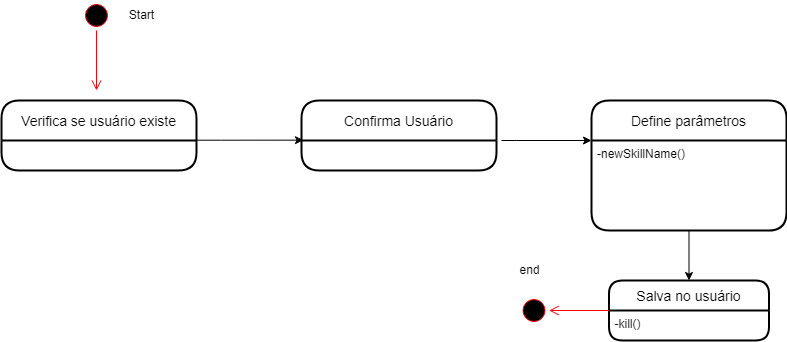 Start
Verifica se usuário existe
Confirma Usuário
Define parâmetros
-newSkillName()
end
Salva no usuário
-kill()